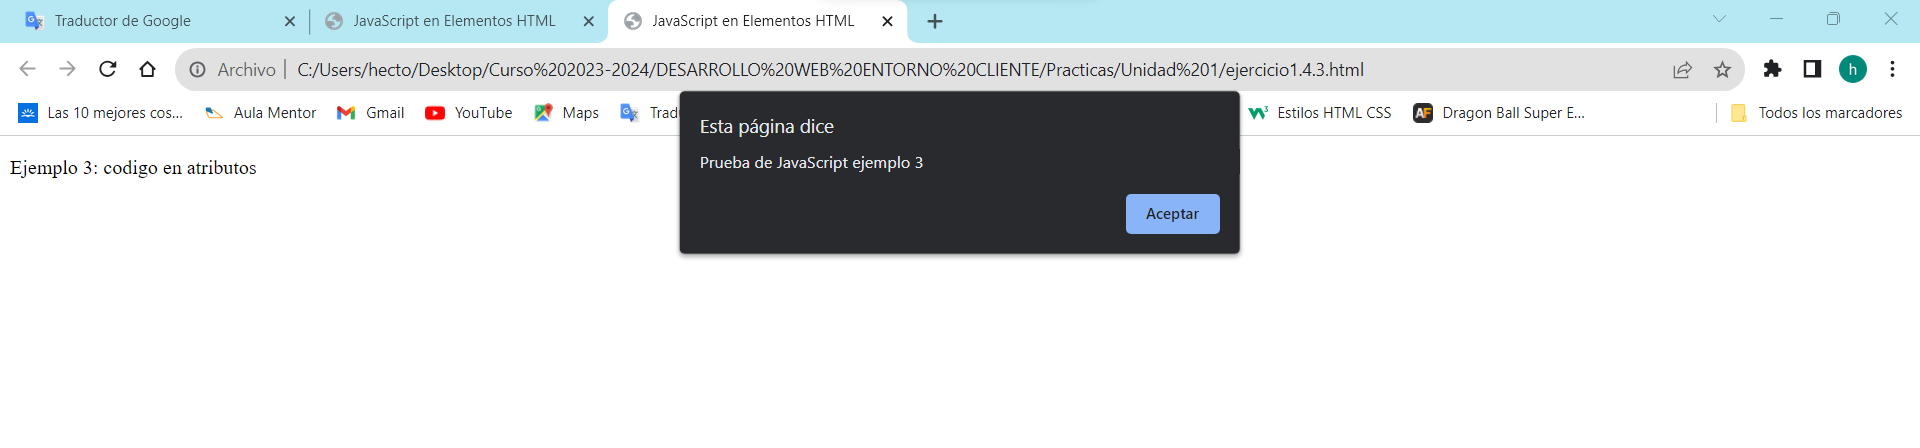 Traductor de Google
JavaScript en Elementos HTML
JavaScript en Elementos HTML
Archivo | C:/Users/hecto/Desktop/Curso%202023-2024/DESARROLLO%20WEB%20ENTORNO%20CLIENTE/Practicas/Unidad%201/ejercicio1.4.3.html
h
Las 10 mejores cos...
Aula Mentor
Gmail
YouTube
Maps
Estilos HTML CSS
AF
Dragon Ball Super E...
Todos los marcadores
Esta página dice
Prueba de JavaScript ejemplo 3
Aceptar
Ejemplo 3: codigo en atributos